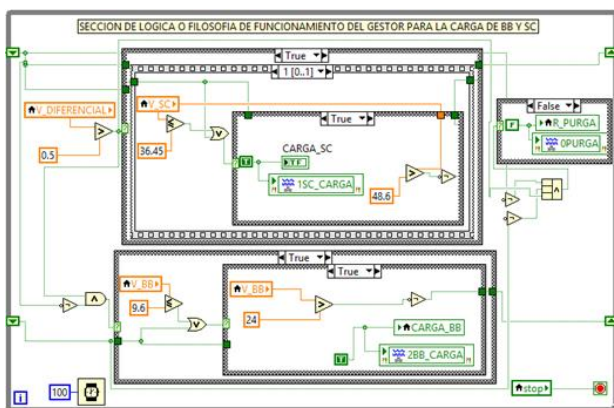 SECCION DE LOGICA O FILOSOFIA DE FUNCIONAMIENTO DEL GESTOR PARA LA CARGA DE BB Y SC
True
1 [0..1]
V_DIFERENCIAL
0.5
V_SC
36.45
True
CARGA_SC
TF
T
1SC_CARGA
48.6
False
F
R_PURGA
0PURGA
True
True
V_BB
9.6
V_BB
24
CARGA_BB
T
2BB_CARGA
100
i
stop